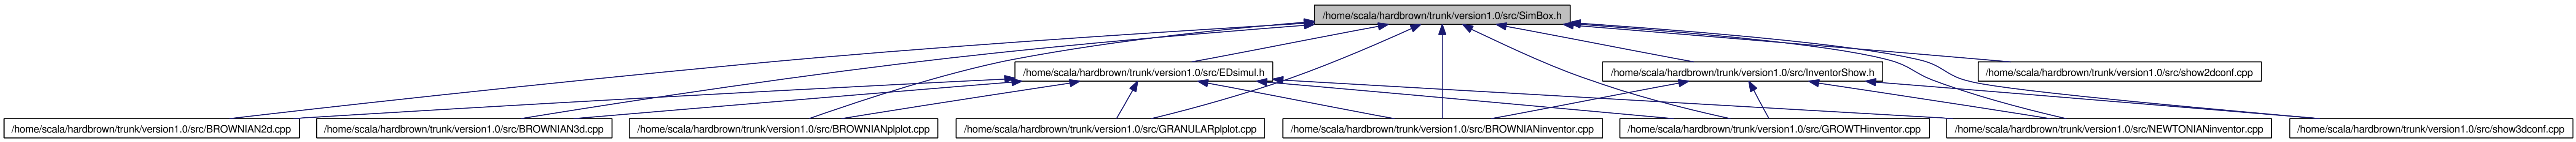 /home/scala/hardbrown/trunk/version1.0/src/SimBox.h
/home/scala/hardbrown/trunk/version1.0/src/EDsimul.h
/home/scala/hardbrown/trunk/version1.0/src/InventorShow.h
/home/scala/hardbrown/trunk/version1.0/src/show2dconf.cpp
/home/scala/hardbrown/trunk/version1.0/src/BROWNIAN2d.cpp
/home/scala/hardbrown/trunk/version1.0/src/BROWNIAN3d.cpp
/home/scala/hardbrown/trunk/version1.0/src/BROWNIANplplot.cpp
/home/scala/hardbrown/trunk/version1.0/src/GRANULARplplot.cpp
/home/scala/hardbrown/trunk/version1.0/src/BROWNIANinventor.cpp
/home/scala/hardbrown/trunk/version1.0/src/GROWTHinventor.cpp
/home/scala/hardbrown/trunk/version1.0/src/NEWTONIANinventor.cpp
/home/scala/hardbrown/trunk/version1.0/src/show3dconf.cpp